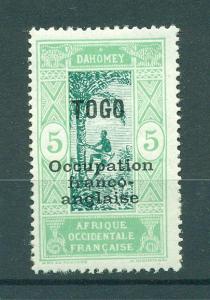 DAHOMEY
TOGO
5 5
Occupation
franco-
anglaise
AFRIQUE
OCCIDENTALE
FRANÇAISE